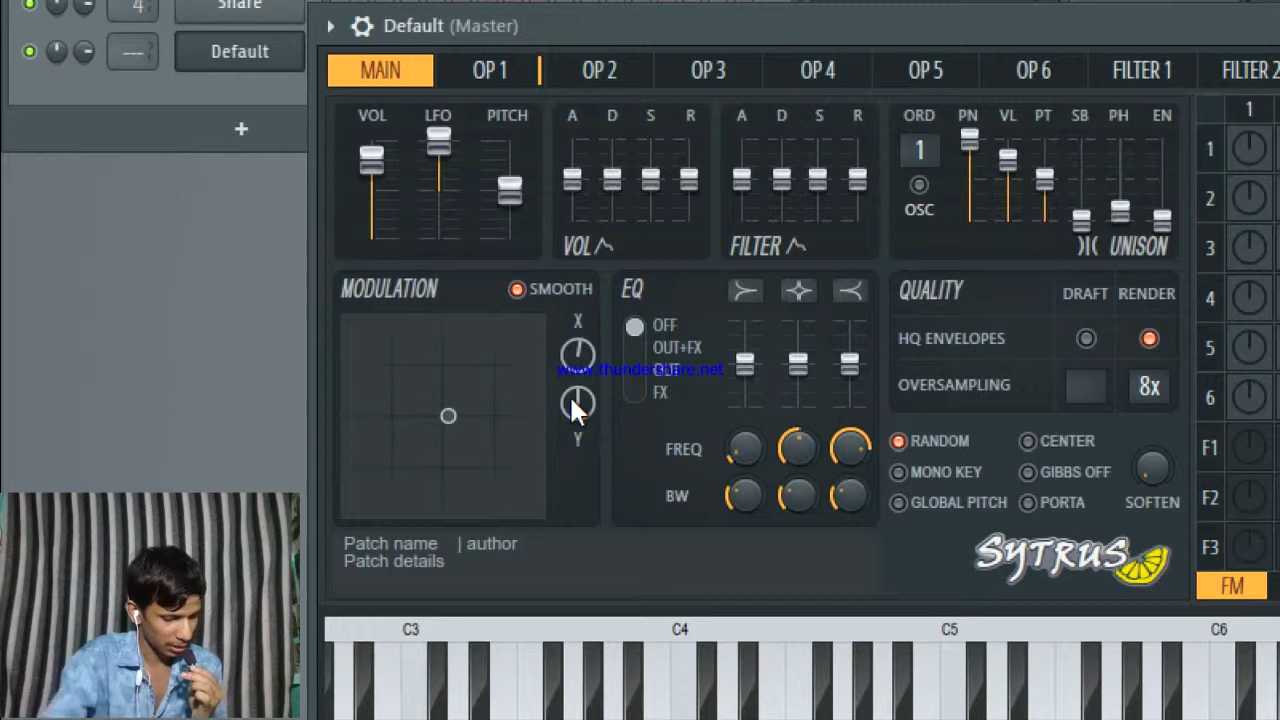 4
Share
---
Default
Default (Master)
MAIN
OP 1
OP 2
OP 3
OP 4
OP 5
OP 6
FILTER 1
FILTER 2
VOL
LFO
PITCH
A
D
S
R
VOL
A
D
S
R
FILTER
ORD
PN
VL
PT
SB
PH
EN
1
OSC
UNISON
MODULATION
SMOOTH
X
Y
EQ
OFF
OUT+FX
OUT
FX
www.thundershare.net
FREQ
BW
QUALITY
DRAFT
RENDER
HQ ENVELOPES
OVERSAMPLING
8x
RANDOM
CENTER
MONO KEY
GIBBS OFF
GLOBAL PITCH
PORTA
SOFTEN
Patch name | author
Patch details
SYTRUS
1
1
2
3
4
5
6
F1
F2
F3
FM
C3
C4
C5
C6